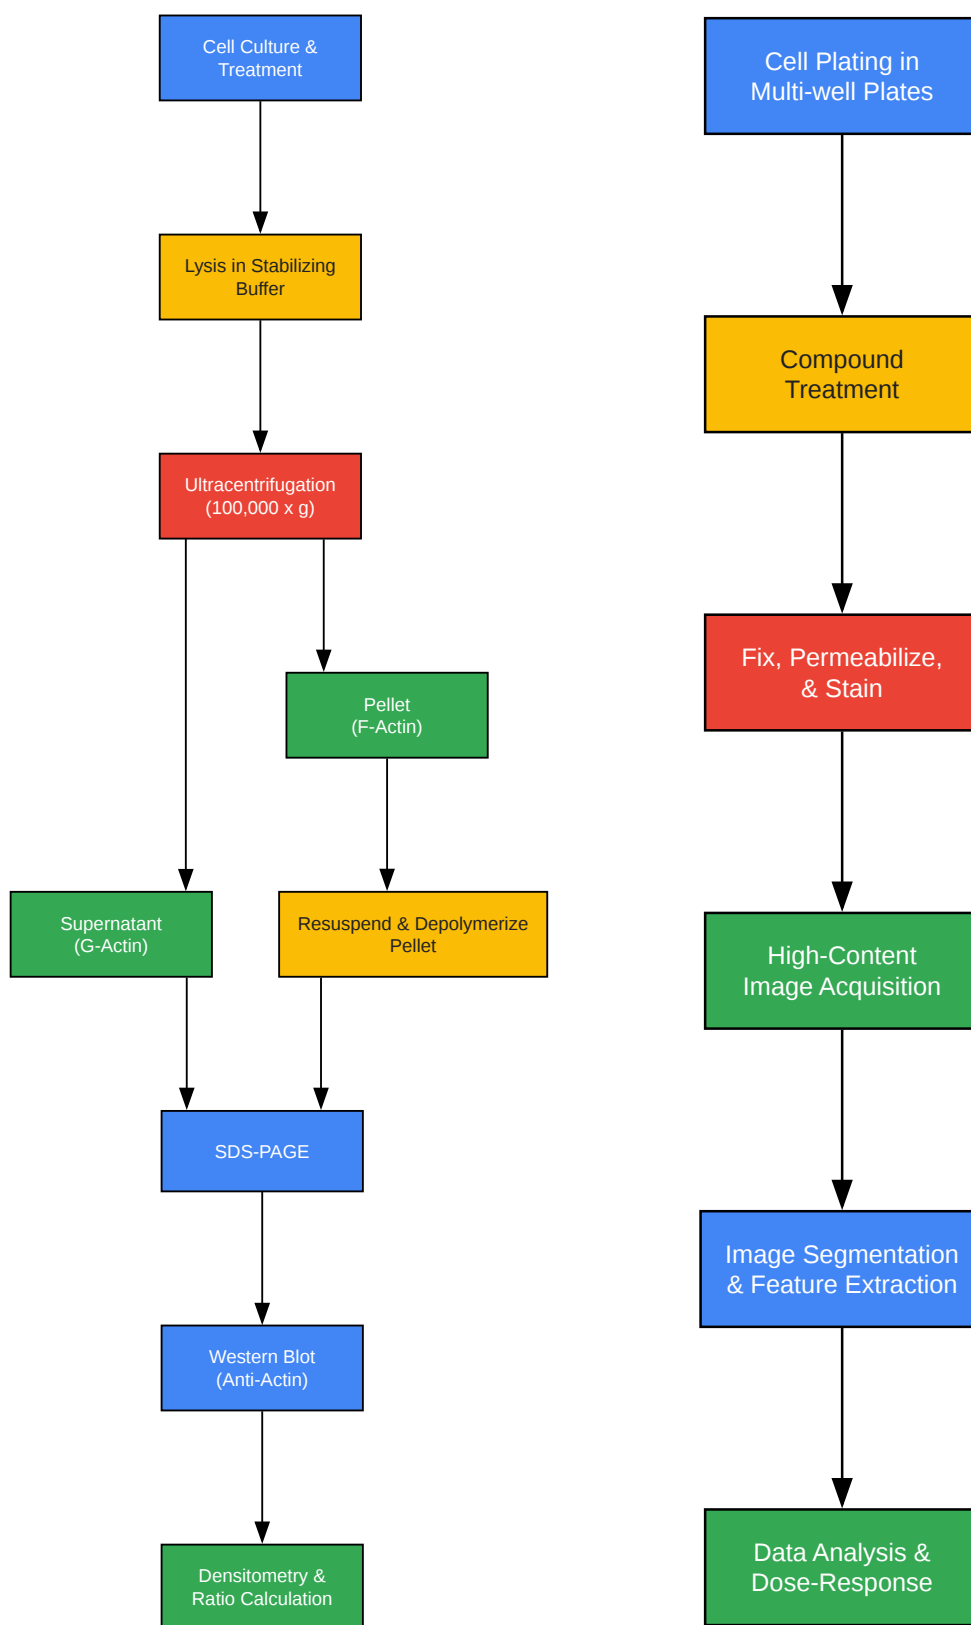 Cell Culture &
Treatment
Lysis in Stabilizing
Buffer
Ultracentrifugation
(100,000 x g)
Pellet
(F-Actin)
Supernatant
(G-Actin)
Resuspend & Depolymerize
Pellet
SDS-PAGE
Western Blot
(Anti-Actin)
Densitometry &
Ratio Calculation
Cell Plating in
Multi-well Plates
Compound
Treatment
Fix, Permeabilize,
& Stain
High-Content
Image Acquisition
Image Segmentation
& Feature Extraction
Data Analysis &
Dose-Response